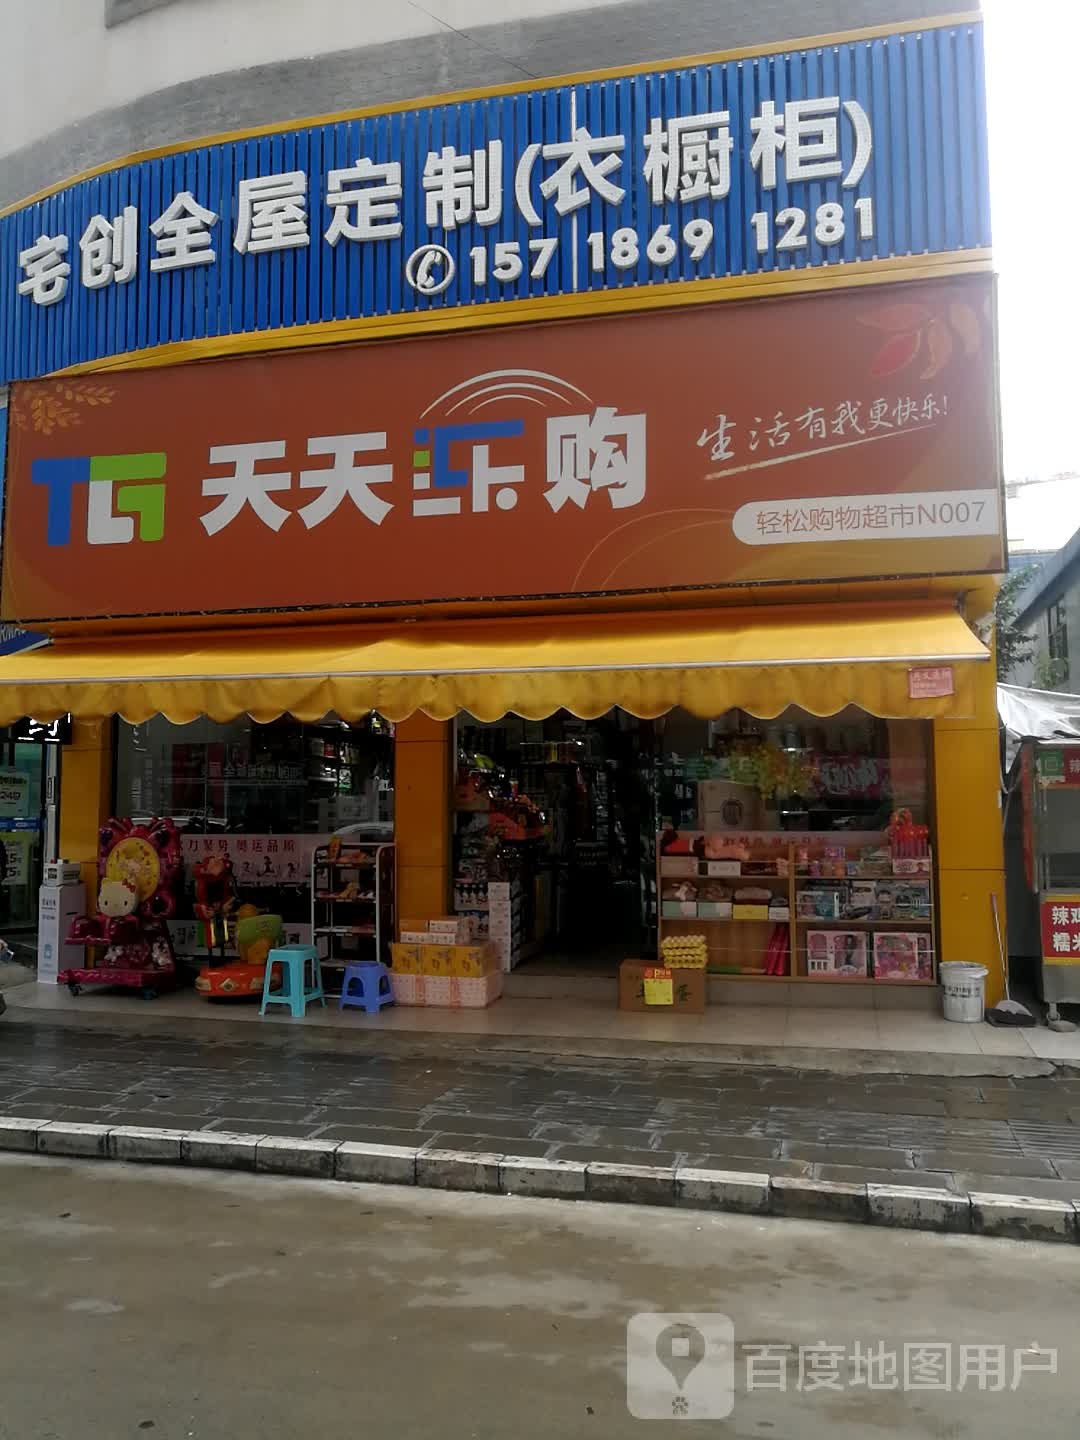 宅创全屋定制(衣橱柜)
157 1869 1281
TG 天天乐购
生活有我更快乐!
轻松购物超市N007
百度地图用户